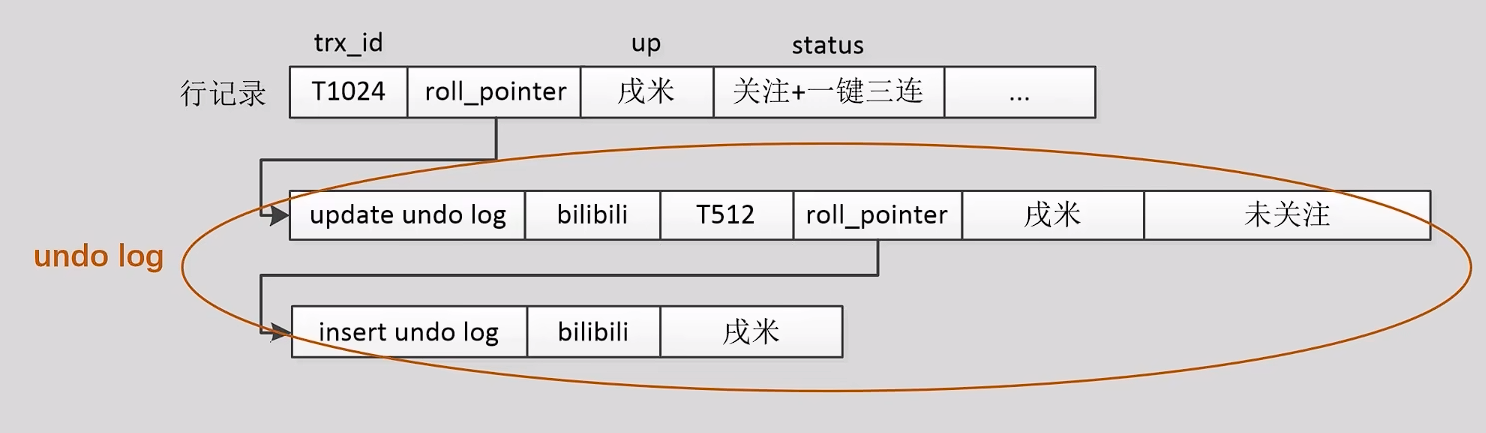 trx_id up status
行记录 T1024 roll_pointer 戌米 关注+一键三连 ...
update undo log bilibili T512 roll_pointer 戌米 未关注
undo log
insert undo log bilibili 戌米